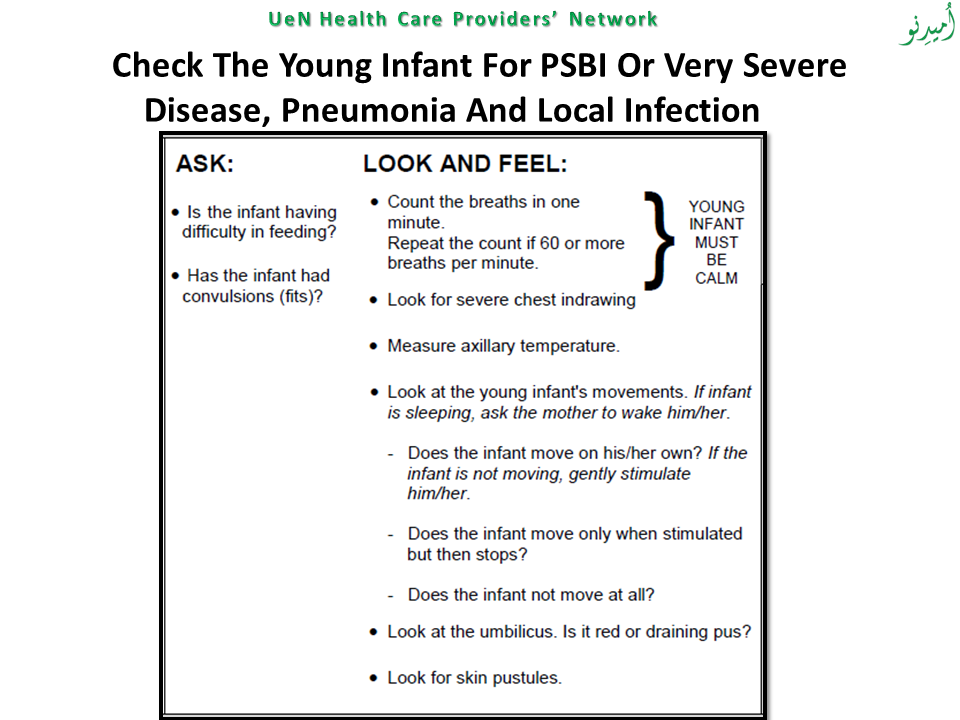 UeN Health Care Providers’ Network
اُميدِنو
Check The Young Infant For PSBI Or Very Severe
Disease, Pneumonia And Local Infection
ASK:
• Is the infant having
difficulty in feeding?
• Has the infant had
convulsions (fits)?
LOOK AND FEEL:
• Count the breaths in one
minute.
Repeat the count if 60 or more
breaths per minute.
• Look for severe chest indrawing
}
YOUNG
INFANT
MUST
BE
CALM
• Measure axillary temperature.
• Look at the young infant's movements. If infant
is sleeping, ask the mother to wake him/her.
- Does the infant move on his/her own? If the
infant is not moving, gently stimulate
him/her.
- Does the infant move only when stimulated
but then stops?
- Does the infant not move at all?
• Look at the umbilicus. Is it red or draining pus?
• Look for skin pustules.